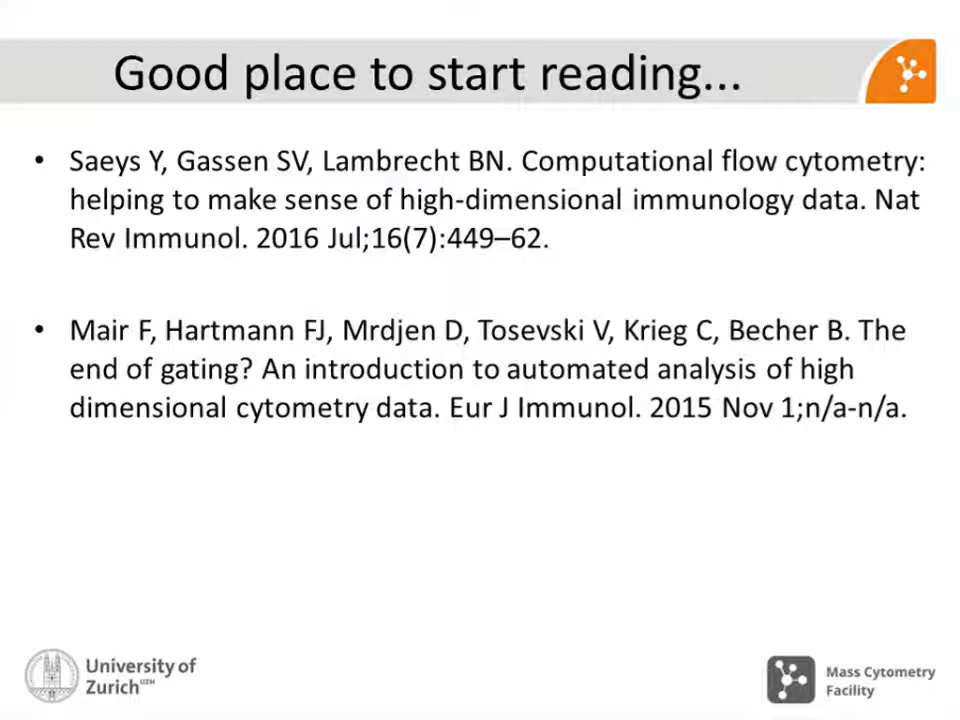 Good place to start reading...
• Saeys Y, Gassen SV, Lambrecht BN. Computational flow cytometry:
helping to make sense of high-dimensional immunology data. Nat
Rev Immunol. 2016 Jul;16(7):449–62.
• Mair F, Hartmann FJ, Mrdjen D, Tosevski V, Krieg C, Becher B. The
end of gating? An introduction to automated analysis of high
dimensional cytometry data. Eur J Immunol. 2015 Nov 1;n/a-n/a.
University of
Zurich UZH
Mass Cytometry
Facility